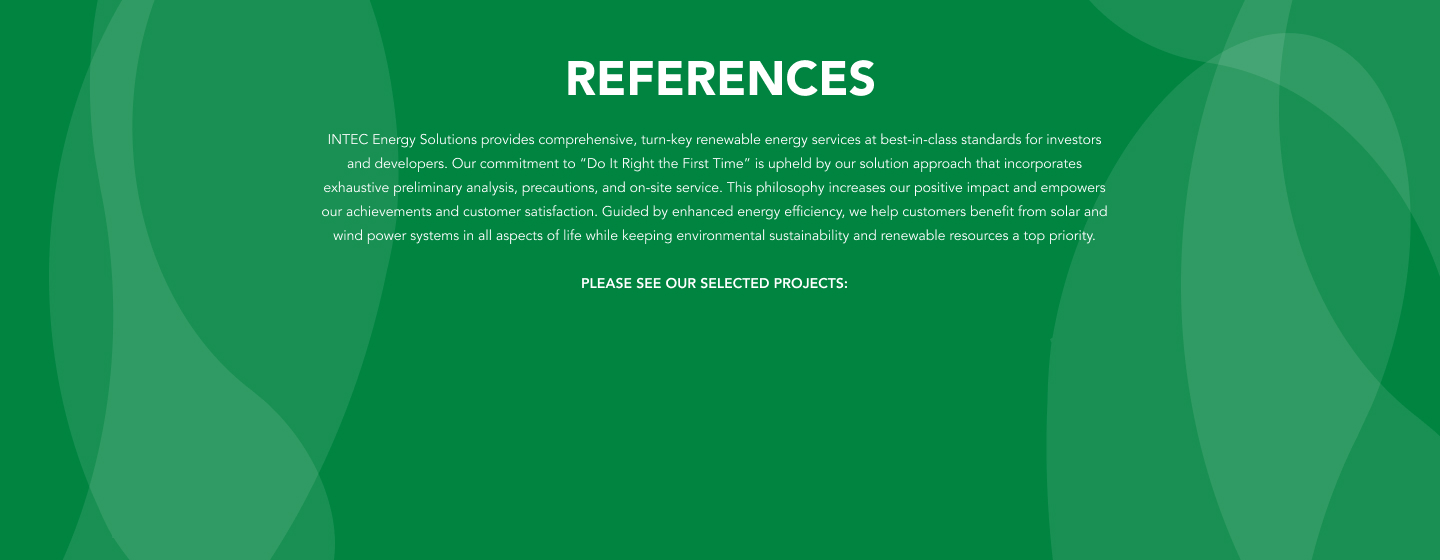 REFERENCES
INTEC Energy Solutions provides comprehensive, turn-key renewable energy services at best-in-class standards for investors
and developers. Our commitment to “Do It Right the First Time” is upheld by our solution approach that incorporates
exhaustive preliminary analysis, precautions, and on-site service. This philosophy increases our positive impact and empowers
our achievements and customer satisfaction. Guided by enhanced energy efficiency, we help customers benefit from solar and
wind power systems in all aspects of life while keeping environmental sustainability and renewable resources a top priority.
PLEASE SEE OUR SELECTED PROJECTS: